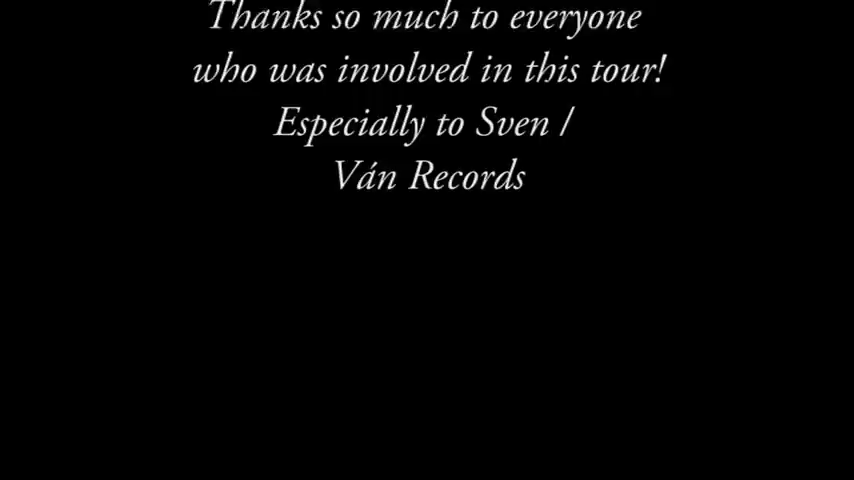 Thanks so much to everyone
who was involved in this tour!
Especially to Sven /
Ván Records